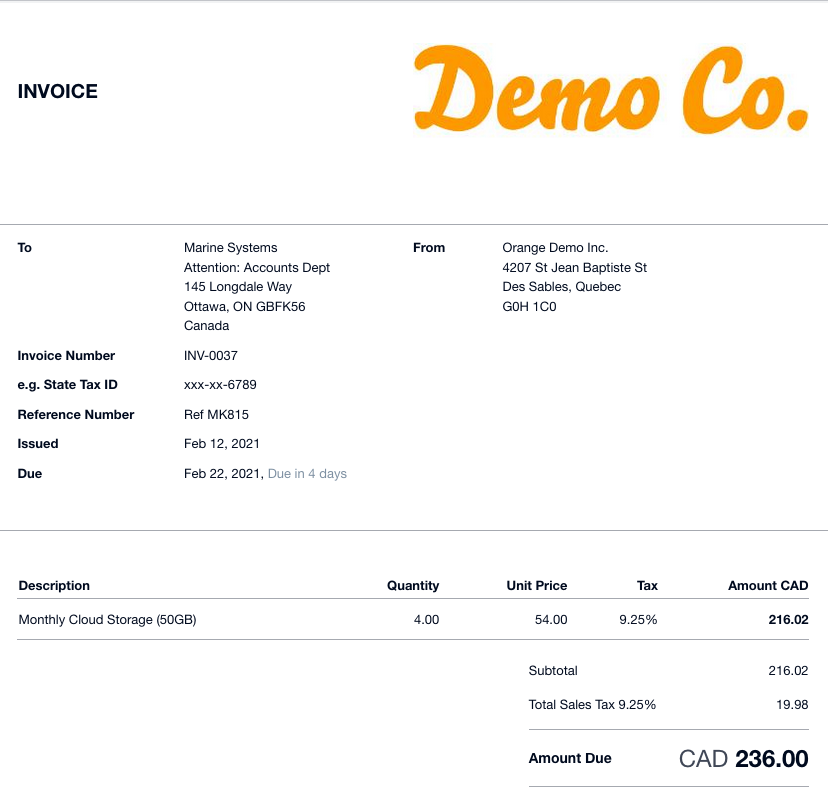 INVOICE
Demo Co.
To
Marine Systems
Attention: Accounts Dept
145 Longdale Way
Ottawa, ON GBFK56
Canada
From
Orange Demo Inc.
4207 St Jean Baptiste St
Des Sables, Quebec
G0H 1C0
Invoice Number INV-0037
e.g. State Tax ID xxx-xx-6789
Reference Number Ref MK815
Issued Feb 12, 2021
Due Feb 22, 2021, Due in 4 days
Description Quantity Unit Price Tax Amount CAD
Monthly Cloud Storage (50GB) 4.00 54.00 9.25% 216.02
Subtotal 216.02
Total Sales Tax 9.25% 19.98
Amount Due CAD 236.00